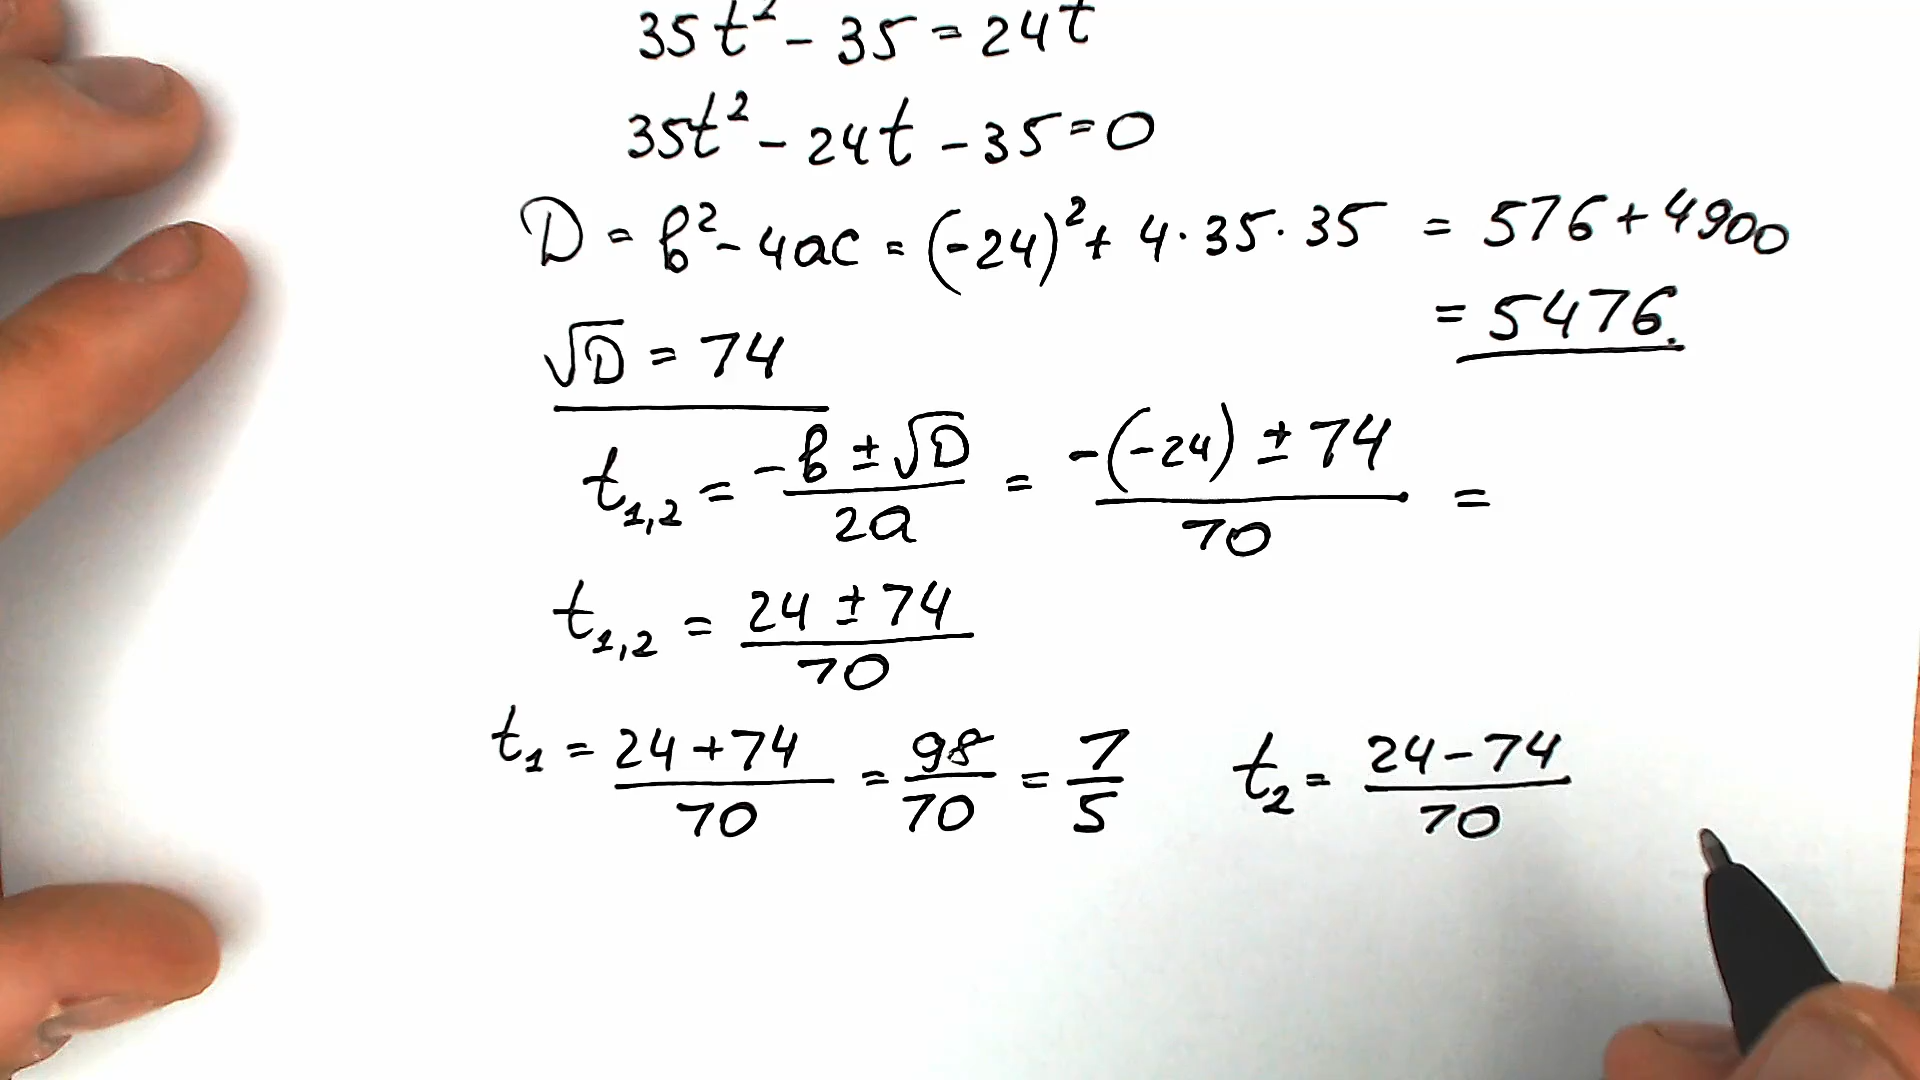 35t² - 35 = 24t
35t² - 24t - 35 = 0
D = b² - 4ac = (-24)² + 4 · 35 · 35 = 576 + 4900
= 5476.
√D = 74
t₁,₂ = (-b ± √D)/(2a) = (-(-24) ± 74)/70 =
t₁,₂ = (24 ± 74)/70
t₁ = (24 + 74)/70 = 98/70 = 7/5 t₂ = (24 - 74)/70